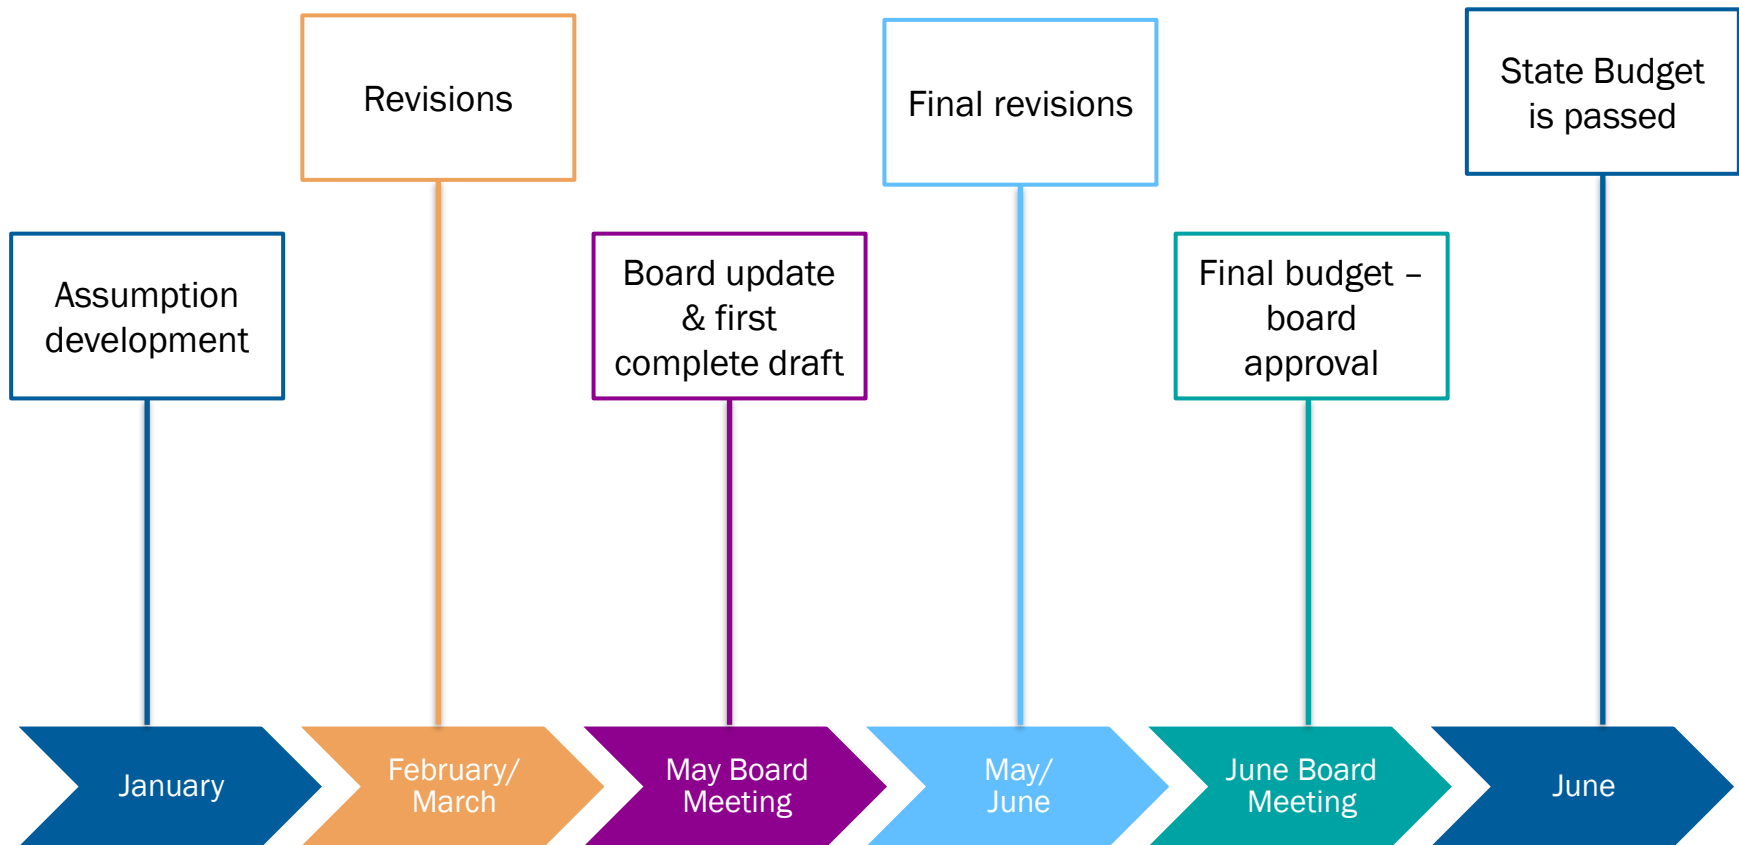 Revisions
Final revisions
State Budget
is passed
Assumption
development
Board update
& first
complete draft
Final budget –
board
approval
January
February/
March
May Board
Meeting
May/
June
June Board
Meeting
June